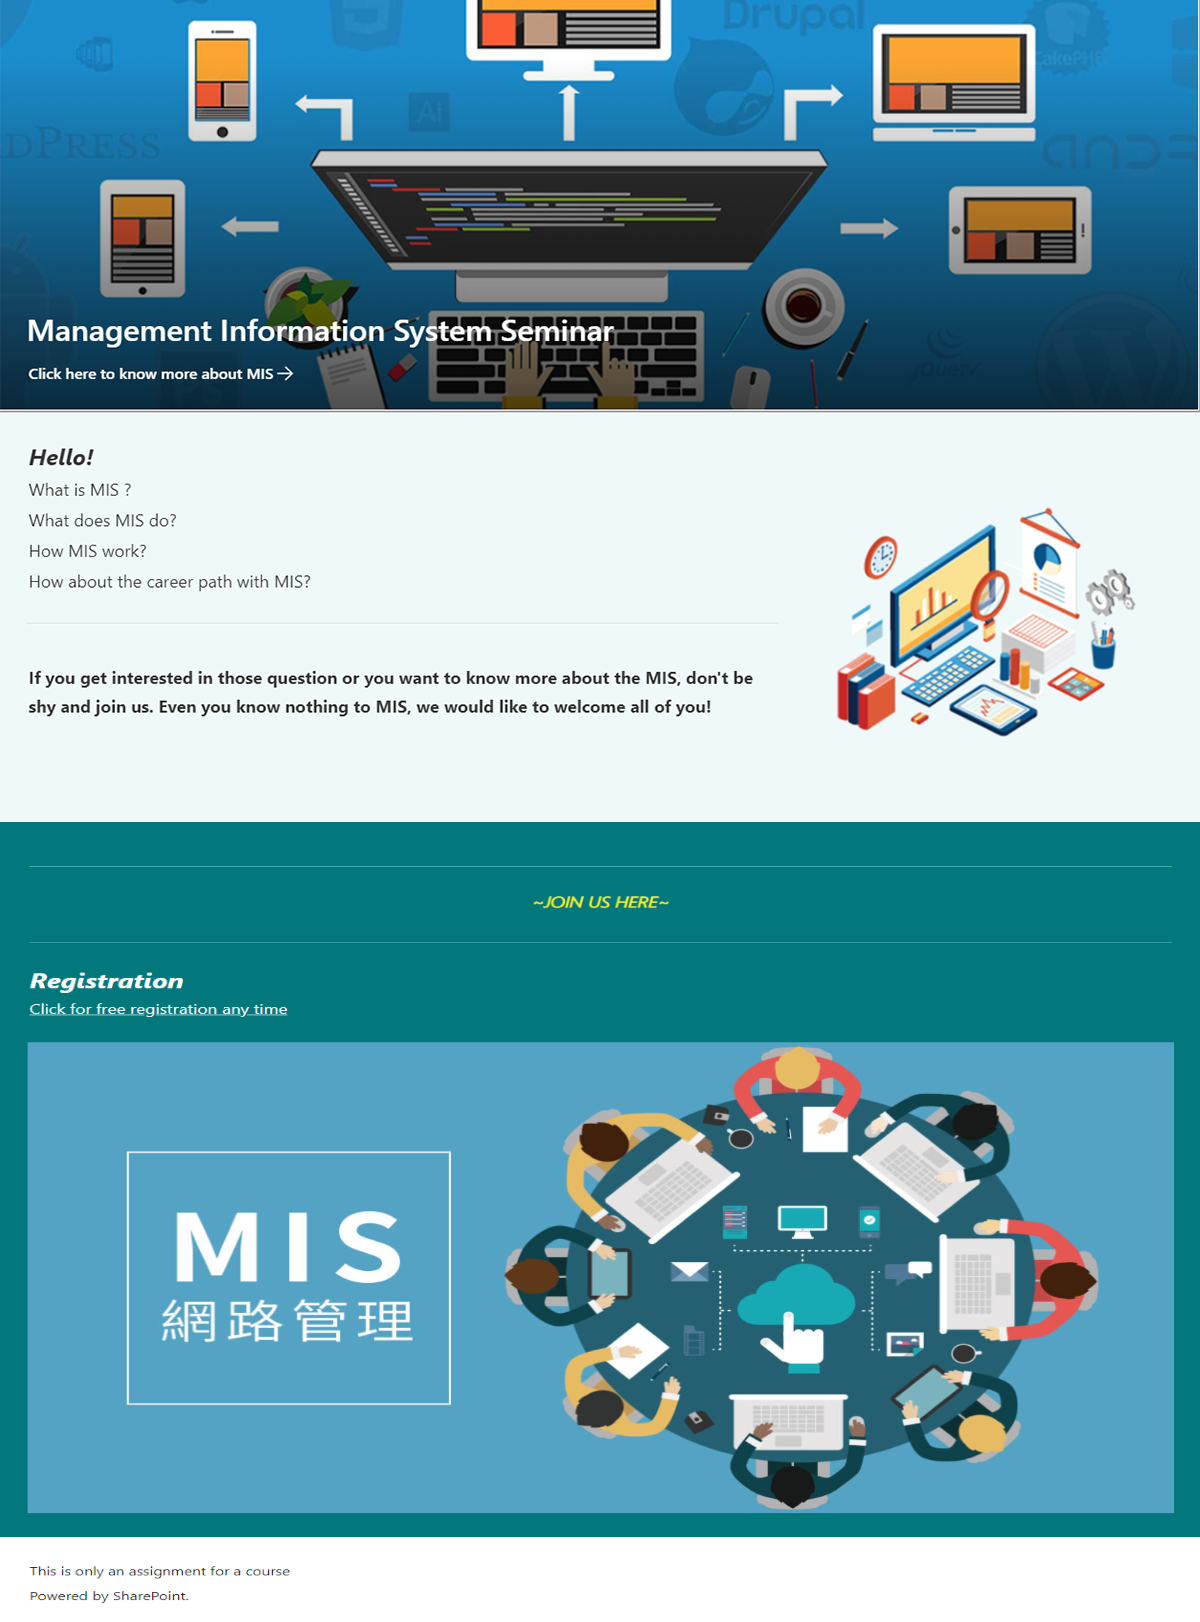 Drupal
CakePHP
Ai
DPRESS
Management Information System Seminar
jQuery
Click here to know more about MIS
Hello!
What is MIS ?
What does MIS do?
How MIS work?
How about the career path with MIS?
If you get interested in those question or you want to know more about the MIS, don't be
shy and join us. Even you know nothing to MIS, we would like to welcome all of you!
~JOIN US HERE~
Registration
Click for free registration any time
MIS
網路管理
This is only an assignment for a course
Powered by SharePoint.